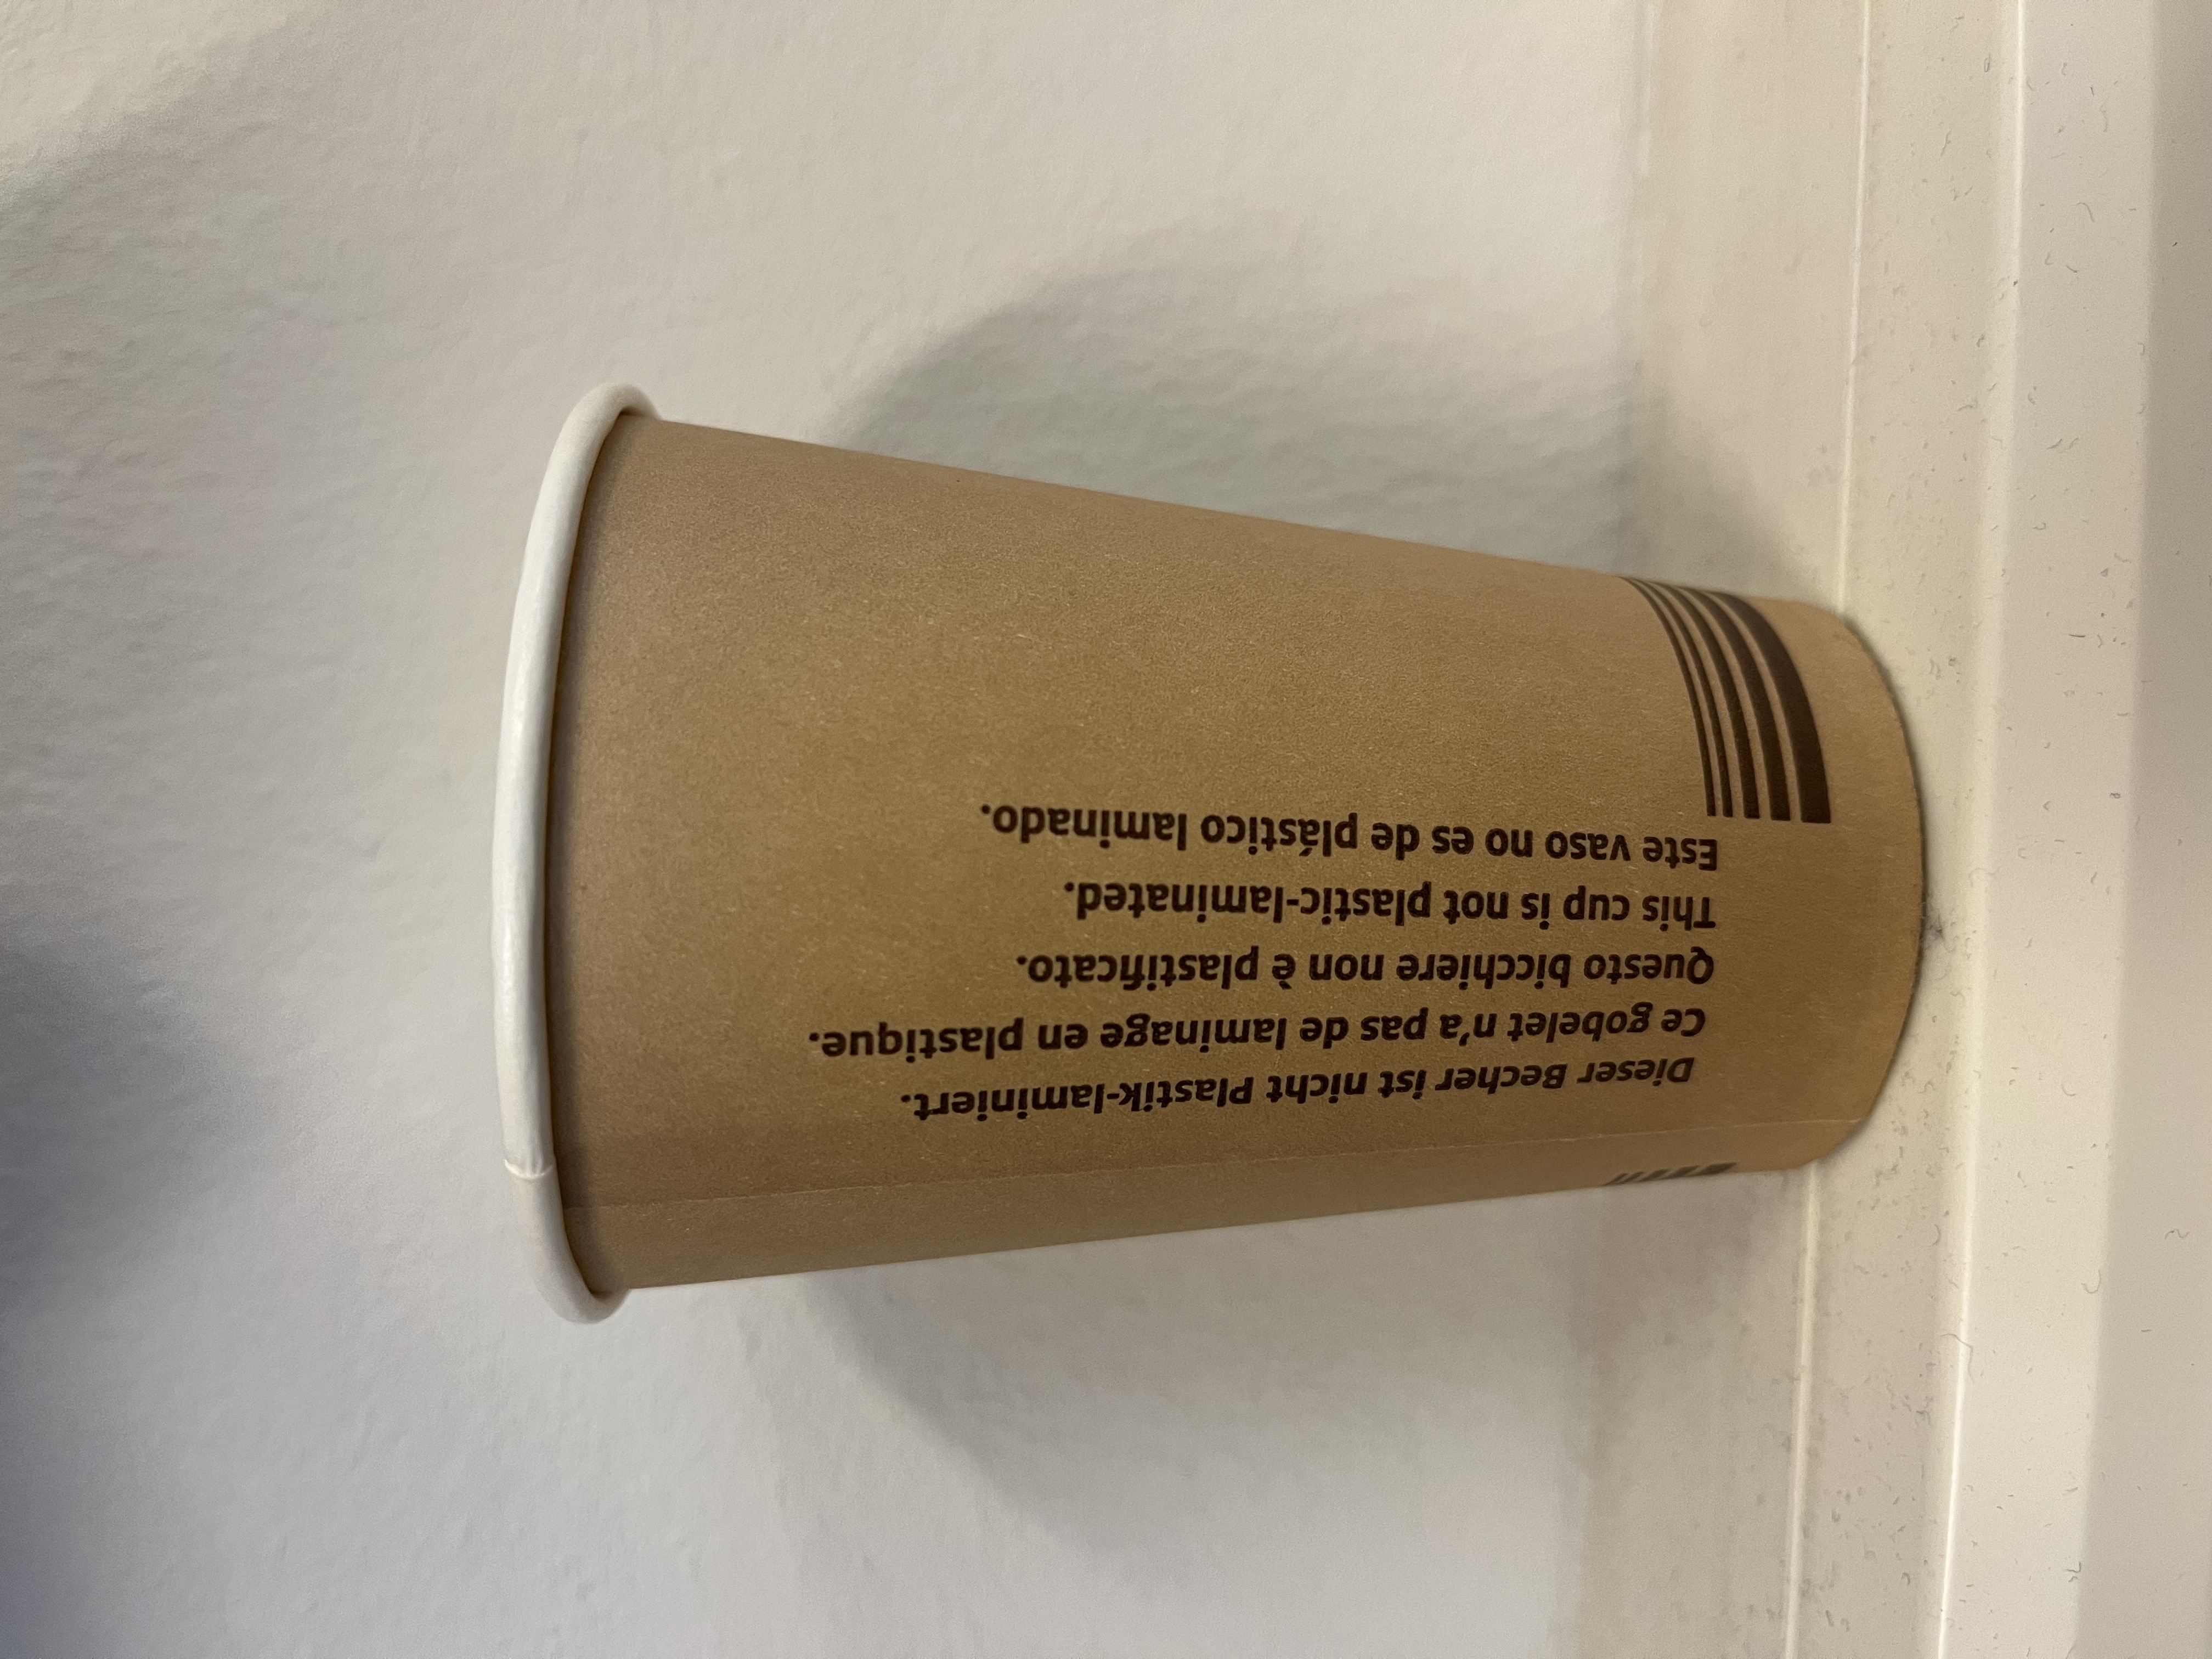 Dieser Becher ist nicht Plastik-laminiert.
Ce gobelet n'a pas de laminage en plastique.
Questo bicchiere non è plastificato.
This cup is not plastic-laminated.
Este vaso no es de plástico laminado.